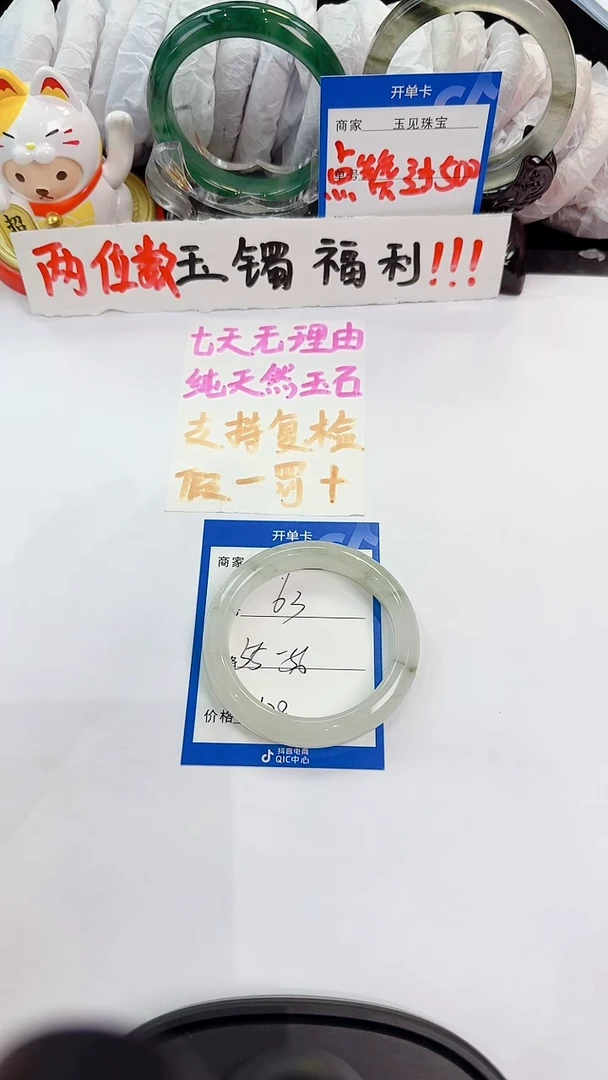 开单卡
商家 玉见珠宝
点赞过500
两位数玉镯福利!!!
招
七天无理由
纯天然玉石
支持复检
假一罚十
开单卡
商家
63
55-56
价格
抖音电商
QIC中心